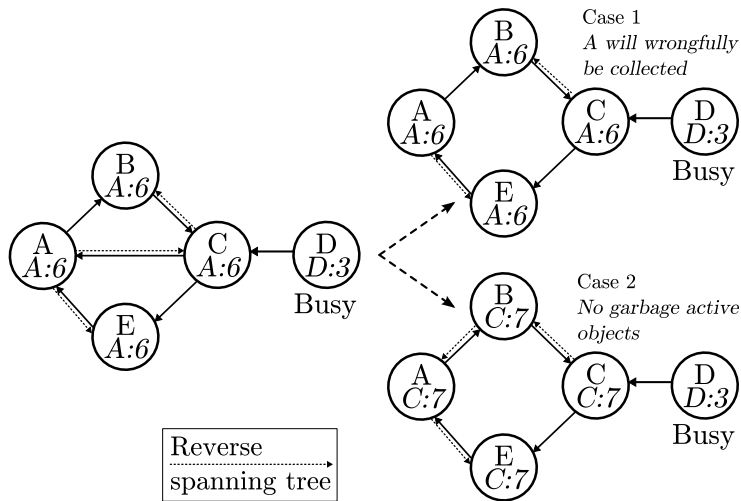 B
A:6
A
A:6
C
A:6
D
D:3
Busy
E
A:6
Case 1
A will wrongfully
be collected
B
A:6
A
A:6
C
A:6
D
D:3
Busy
E
A:6
Case 2
No garbage active
objects
B
C:7
A
C:7
C
C:7
D
D:3
Busy
E
C:7
Reverse
spanning tree